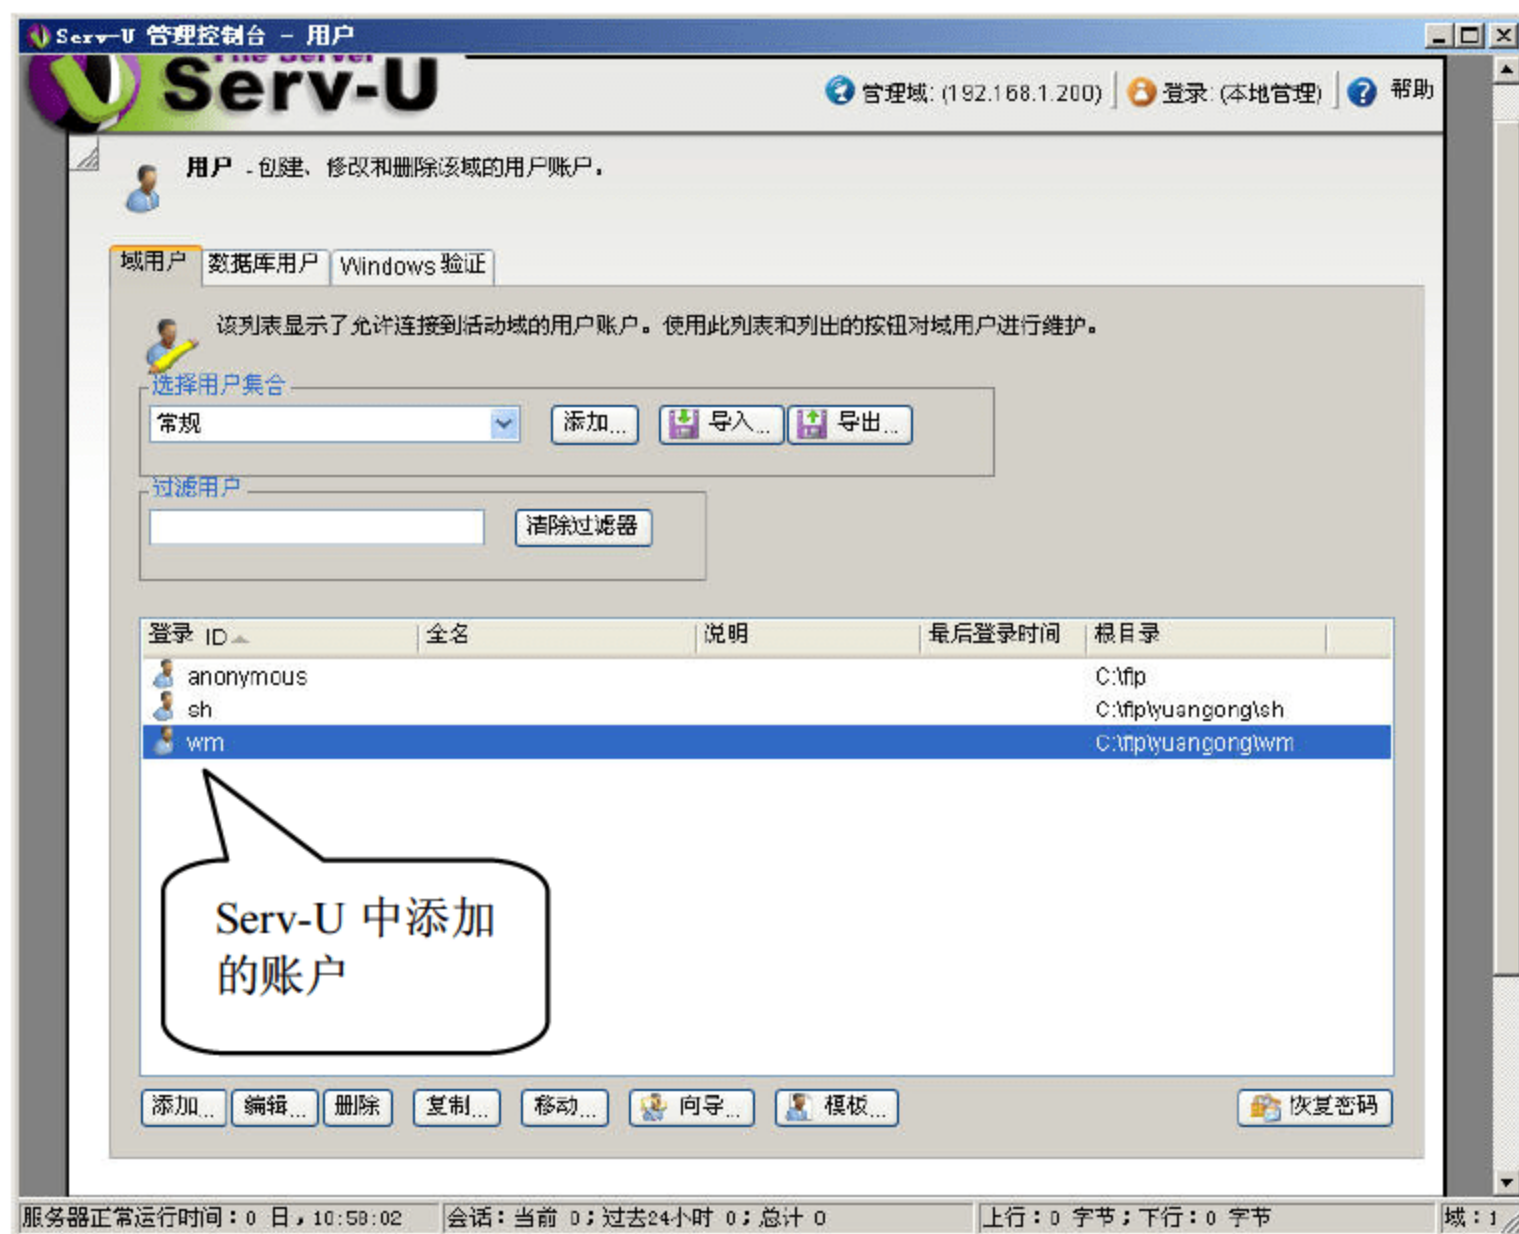 Serv-U 管理控制台 - 用户
File Server
Serv-U
管理域: (192.168.1.200) 登录: (本地管理) 帮助
用户 - 创建、修改和删除该域的用户账户。
域用户 数据库用户 Windows 验证
该列表显示了允许连接到活动域的用户账户。使用此列表和列出的按钮对域用户进行维护。
选择用户集合
常规 添加... 导入... 导出...
过滤用户
清除过滤器
登录 ID 全名 说明 最后登录时间 根目录
anonymous C:\ftp
sh C:\ftp\yuangong\sh
wm C:\ftp\yuangong\wm
Serv-U 中添加
的账户
添加... 编辑... 删除 复制... 移动... 向导... 模板... 恢复密码
服务器正常运行时间：0 日，10:58:02 会话：当前 0；过去24小时 0；总计 0 上行：0 字节；下行：0 字节 域：1